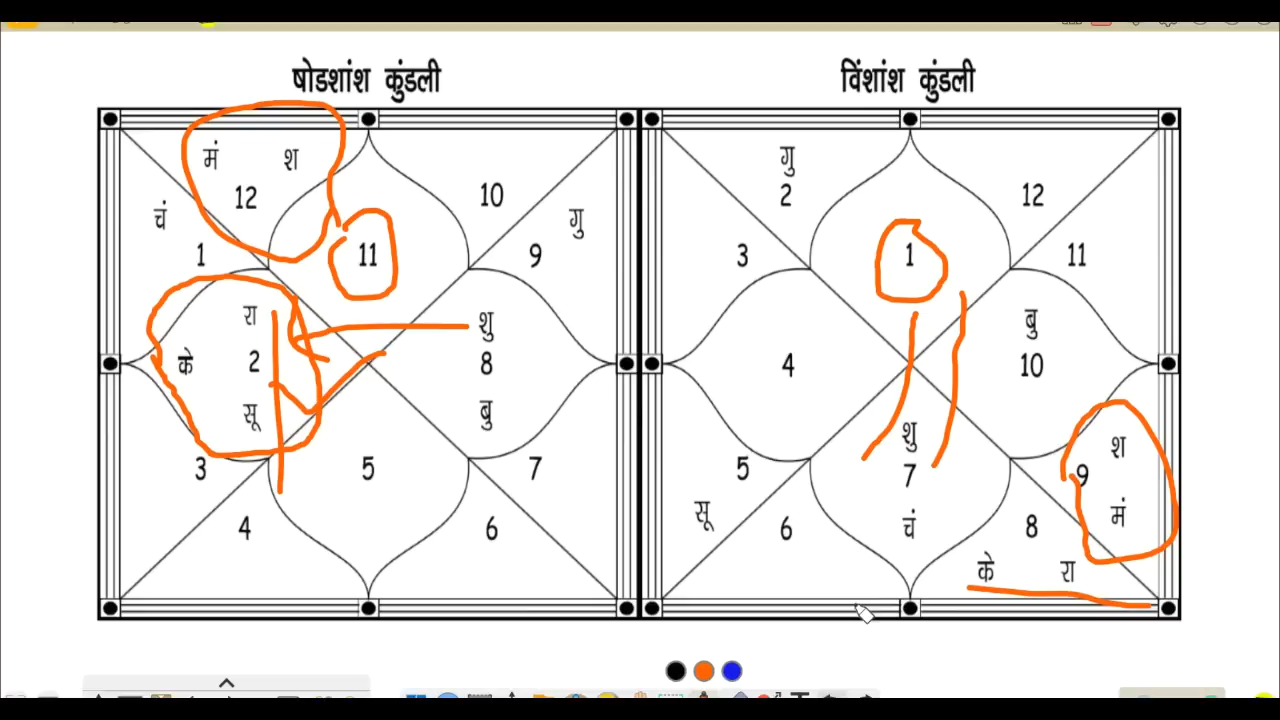 षोडशांश कुंडली
मं श
12
10
चं
गु
1
11
9
रा
शु
के 2
8
सू
बु
3
5
7
4
6
विंशांश कुंडली
गु
2
12
3
1
11
बु
4
10
शु
श
5
7
9
सू
मं
6
चं
8
के रा